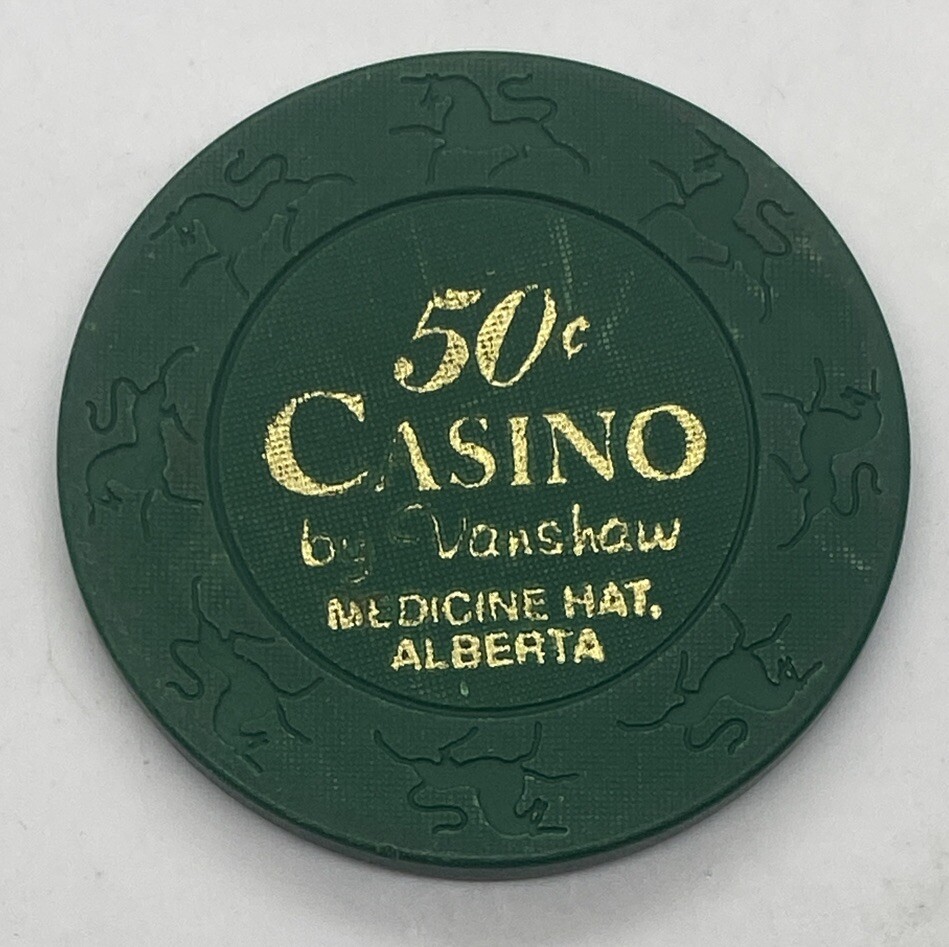 50¢
CASINO
by Vanshaw
MEDICINE HAT,
ALBERTA